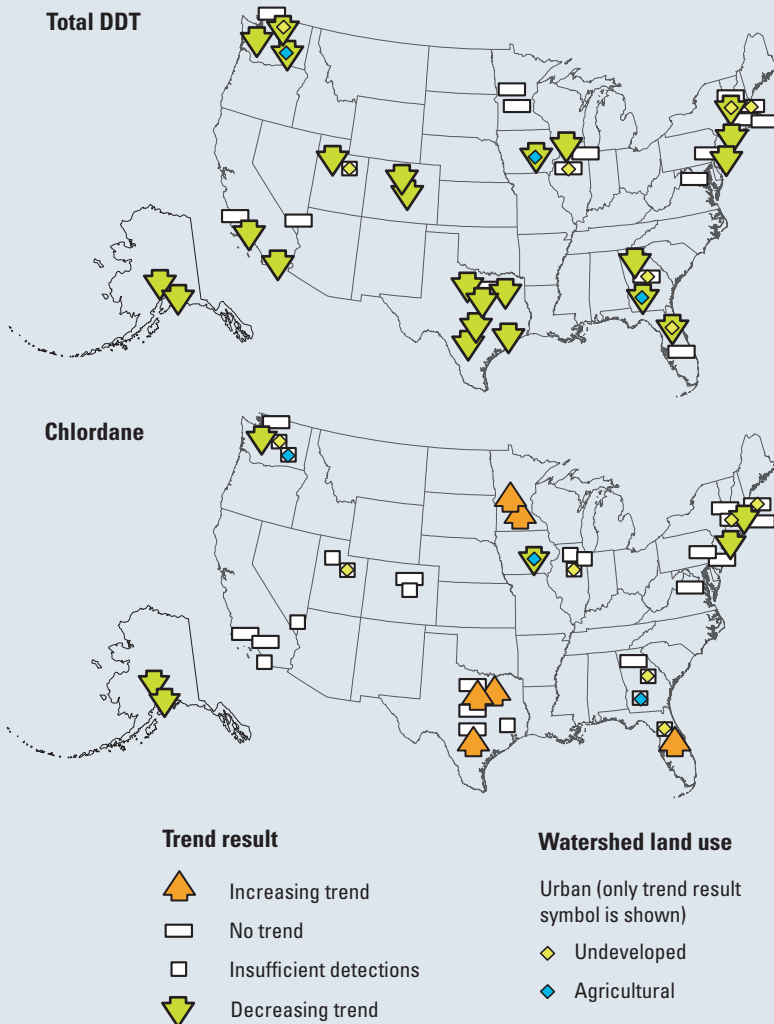 Total DDT
Chlordane
Trend result
Increasing trend
No trend
Insufficient detections
Decreasing trend
Watershed land use
Urban (only trend result
symbol is shown)
Undeveloped
Agricultural